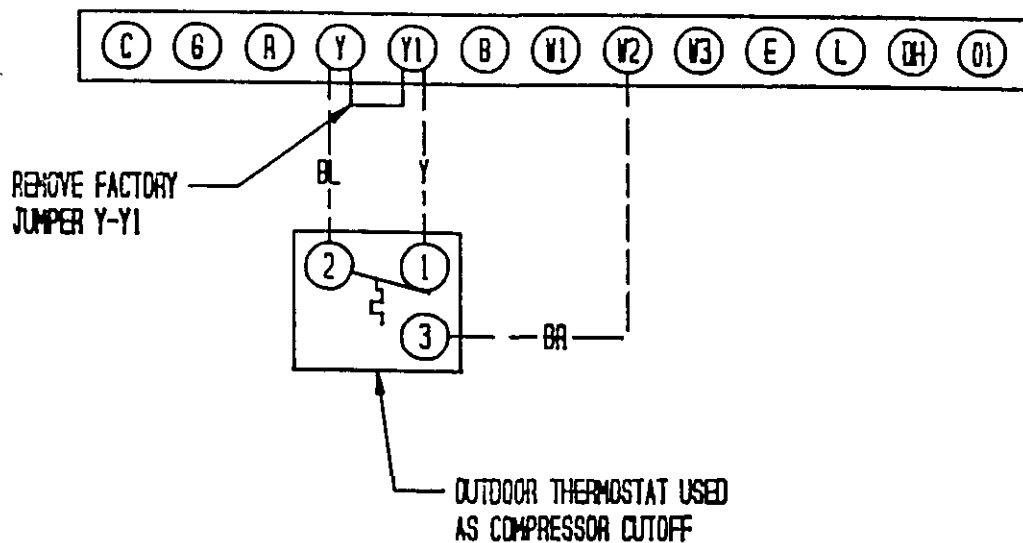 C G R Y Y1 B W1 W2 W3 E L DH O1
REMOVE FACTORY
JUMPER Y-Y1
BL Y
2 1
3 BR
OUTDOOR THERMOSTAT USED
AS COMPRESSOR CUTOFF